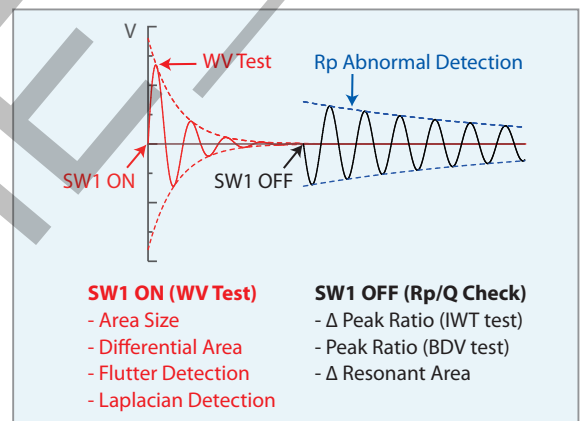 V
WV Test
Rp Abnormal Detection
SW1 ON
SW1 OFF
SW1 ON (WV Test)
- Area Size
- Differential Area
- Flutter Detection
- Laplacian Detection
SW1 OFF (Rp/Q Check)
- Δ Peak Ratio (IWT test)
- Peak Ratio (BDV test)
- Δ Resonant Area